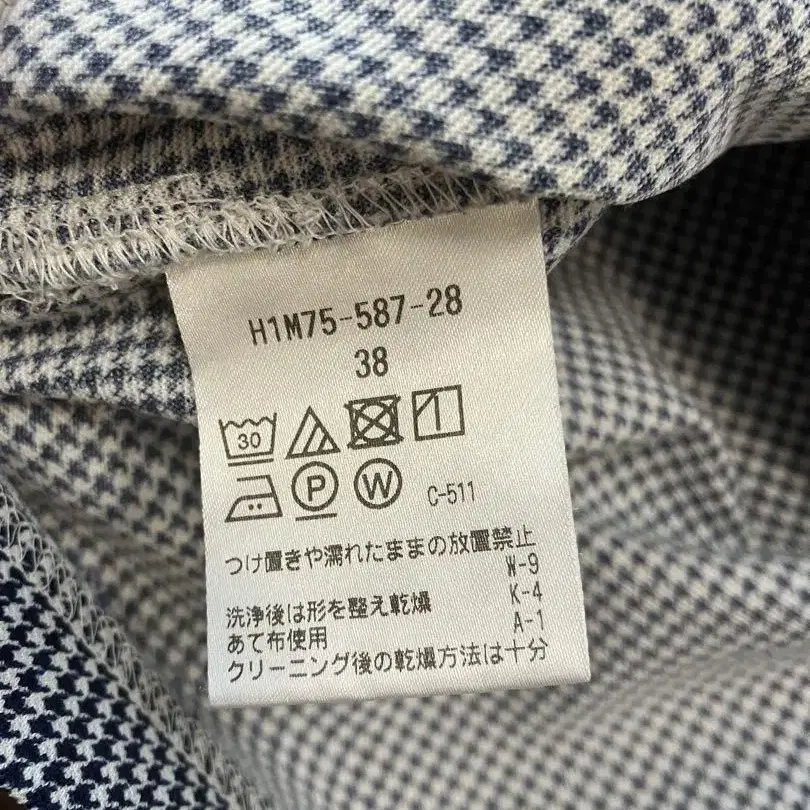 H1M75-587-28
38
30
P W C-511
つけ置きや濡れたままの放置禁止
W-9
洗浄後は形を整え乾燥 K-4
あて布使用 A-1
クリーニング後の乾燥方法は十分